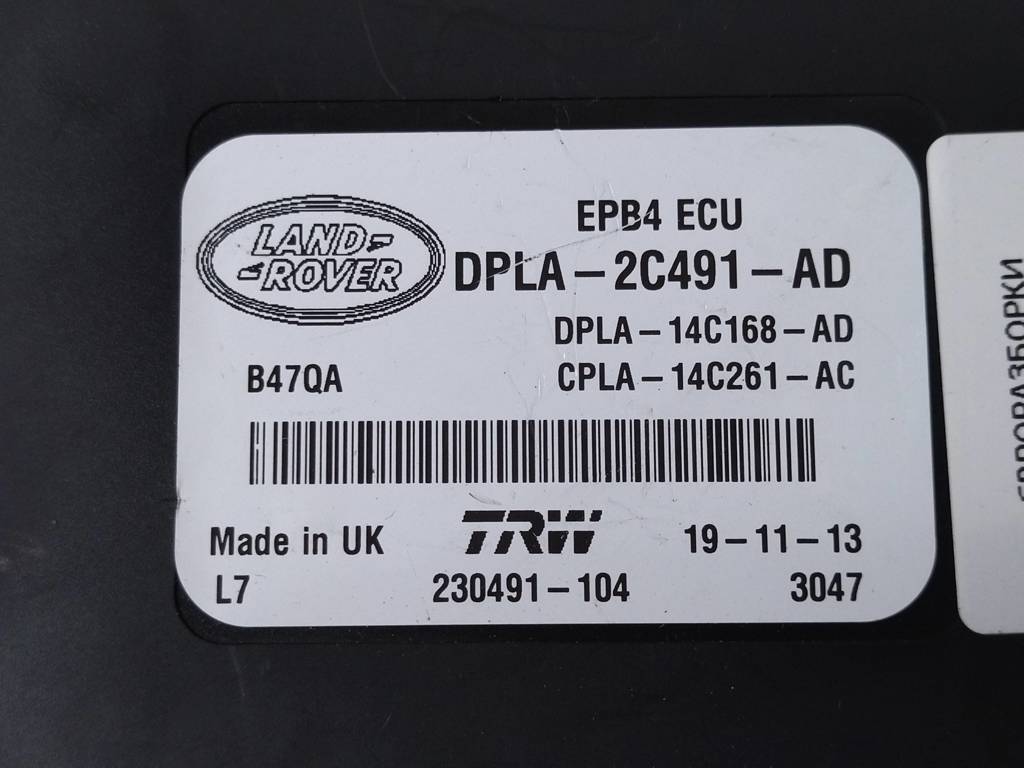 LAND-
-ROVER
EPB4 ECU
DPLA-2C491-AD
DPLA-14C168-AD
B47QA
CPLA-14C261-AC
Made in UK
TRW
19-11-13
L7
230491-104
3047